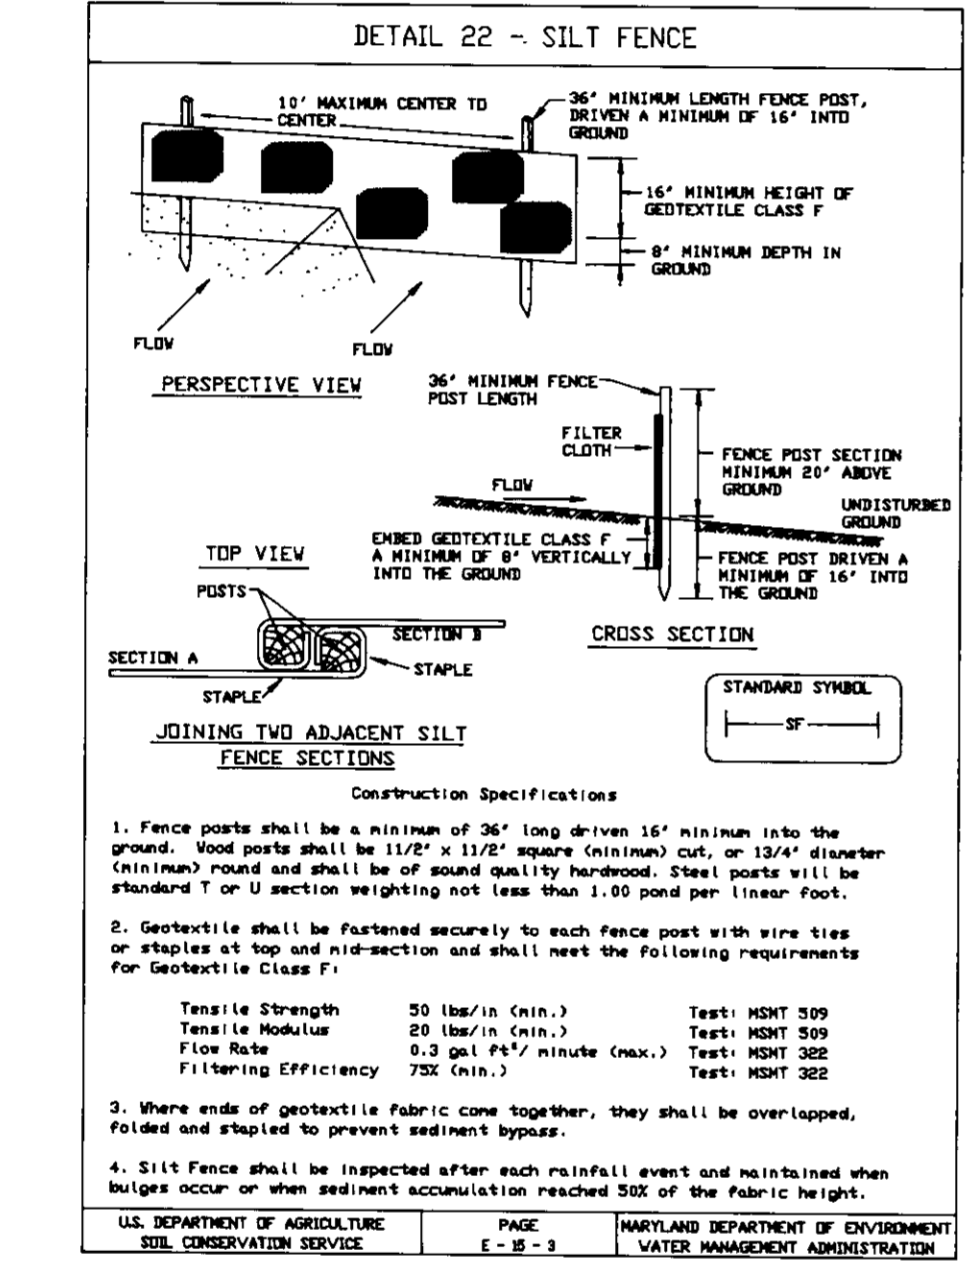 DETAIL 22 - SILT FENCE
10' MAXIMUM CENTER TO
CENTER
36" MINIMUM LENGTH FENCE POST,
DRIVEN A MINIMUM OF 16" INTO
GROUND
16" MINIMUM HEIGHT OF
GEOTEXTILE CLASS F
8" MINIMUM DEPTH IN
GROUND
FLOW
FLOW
PERSPECTIVE VIEW
36" MINIMUM FENCE
POST LENGTH
FILTER
CLOTH
FENCE POST SECTION
MINIMUM 20" ABOVE
GROUND
FLOW
UNDISTURBED
GROUND
EMBED GEOTEXTILE CLASS F
A MINIMUM OF 8" VERTICALLY
INTO THE GROUND
FENCE POST DRIVEN A
MINIMUM OF 16" INTO
THE GROUND
CROSS SECTION
TOP VIEW
POSTS
SECTION B
SECTION A
STAPLE
STAPLE
JOINING TWO ADJACENT SILT
FENCE SECTIONS
STANDARD SYMBOL
SF
Construction Specifications
1. Fence posts shall be a minimum of 36" long driven 16" minimum into the
ground. Wood posts shall be 11/2" x 11/2" square (minimum) cut, or 13/4" diameter
(minimum) round and shall be of sound quality hardwood. Steel posts will be
standard T or U section weighting not less than 1.00 pond per linear foot.
2. Geotextile shall be fastened securely to each fence post with wire ties
or staples at top and mid-section and shall meet the following requirements
for Geotextile Class F:
Tensile Strength 50 lbs/in (min.) Test: MSMT 509
Tensile Modulus 20 lbs/in (min.) Test: MSMT 509
Flow Rate 0.3 gal ft²/ minute (max.) Test: MSMT 322
Filtering Efficiency 75% (min.) Test: MSMT 322
3. Where ends of geotextile fabric come together, they shall be overlapped,
folded and stapled to prevent sediment bypass.
4. Silt Fence shall be inspected after each rainfall event and maintained when
bulges occur or when sediment accumulation reached 50% of the fabric height.
U.S. DEPARTMENT OF AGRICULTURE
SOIL CONSERVATION SERVICE
PAGE
E - 15 - 3
MARYLAND DEPARTMENT OF ENVIRONMENT
WATER MANAGEMENT ADMINISTRATION